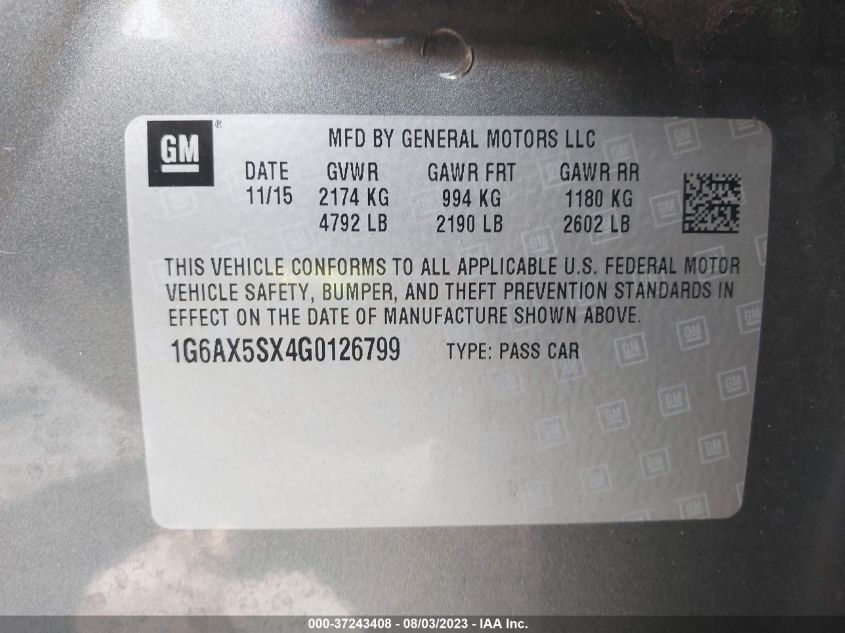 GM ®
MFD BY GENERAL MOTORS LLC
DATE GVWR GAWR FRT GAWR RR
11/15 2174 KG 994 KG 1180 KG
4792 LB 2190 LB 2602 LB
THIS VEHICLE CONFORMS TO ALL APPLICABLE U.S. FEDERAL MOTOR
VEHICLE SAFETY, BUMPER, AND THEFT PREVENTION STANDARDS IN
EFFECT ON THE DATE OF MANUFACTURE SHOWN ABOVE.
1G6AX5SX4G0126799 TYPE: PASS CAR
000-37243408 - 08/03/2023 - IAA Inc.